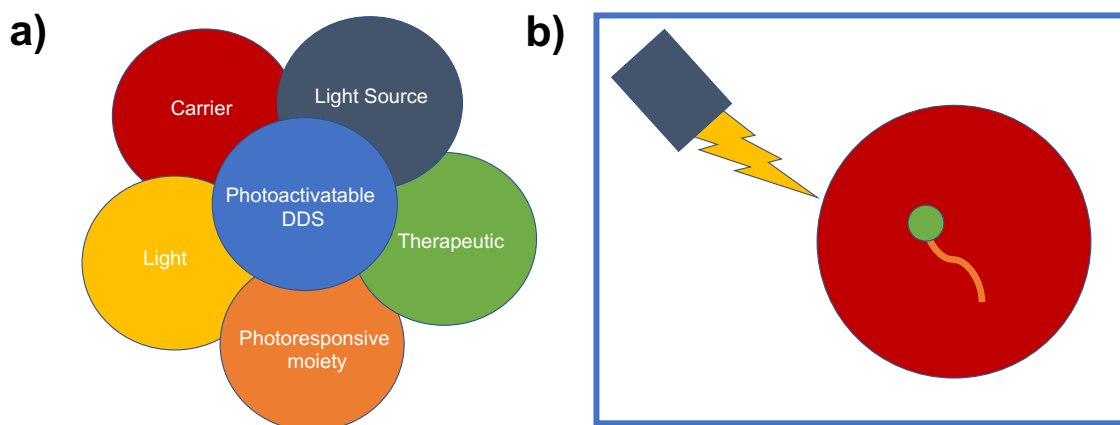 a)
b)
Carrier
Light Source
Photoactivatable
DDS
Therapeutic
Light
Photoresponsive
moiety